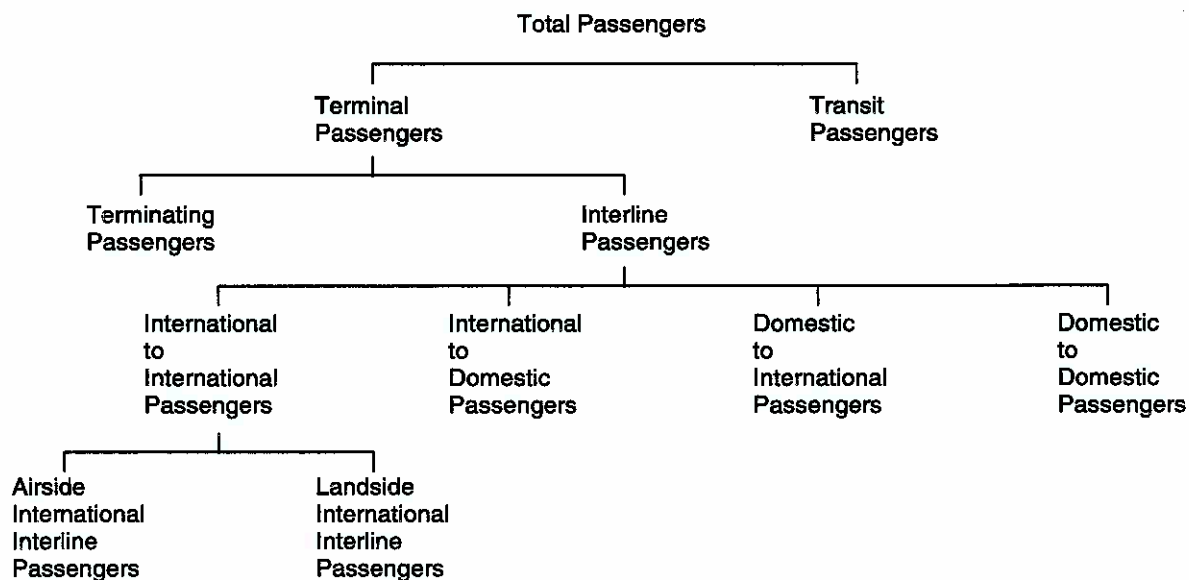 Total Passengers
Terminal
Passengers
Transit
Passengers
Terminating
Passengers
Interline
Passengers
International
to
International
Passengers
International
to
Domestic
Passengers
Domestic
to
International
Passengers
Domestic
to
Domestic
Passengers
Airside
International
Interline
Passengers
Landside
International
Interline
Passengers